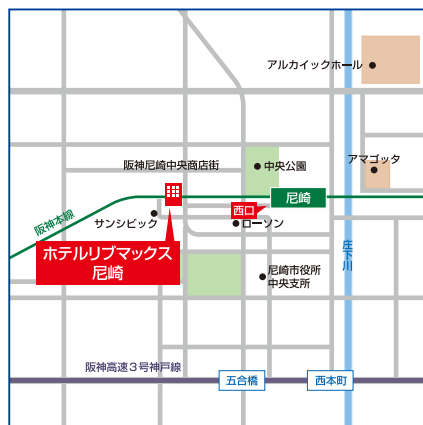 アルカイックホール
阪神尼崎中央商店街
中央公園
アマゴッタ
尼崎
阪神本線
西口
サンシビック
ローソン
ホテルリブマックス
尼崎
庄下川
尼崎市役所
中央支所
阪神高速3号神戸線
五合橋
西本町